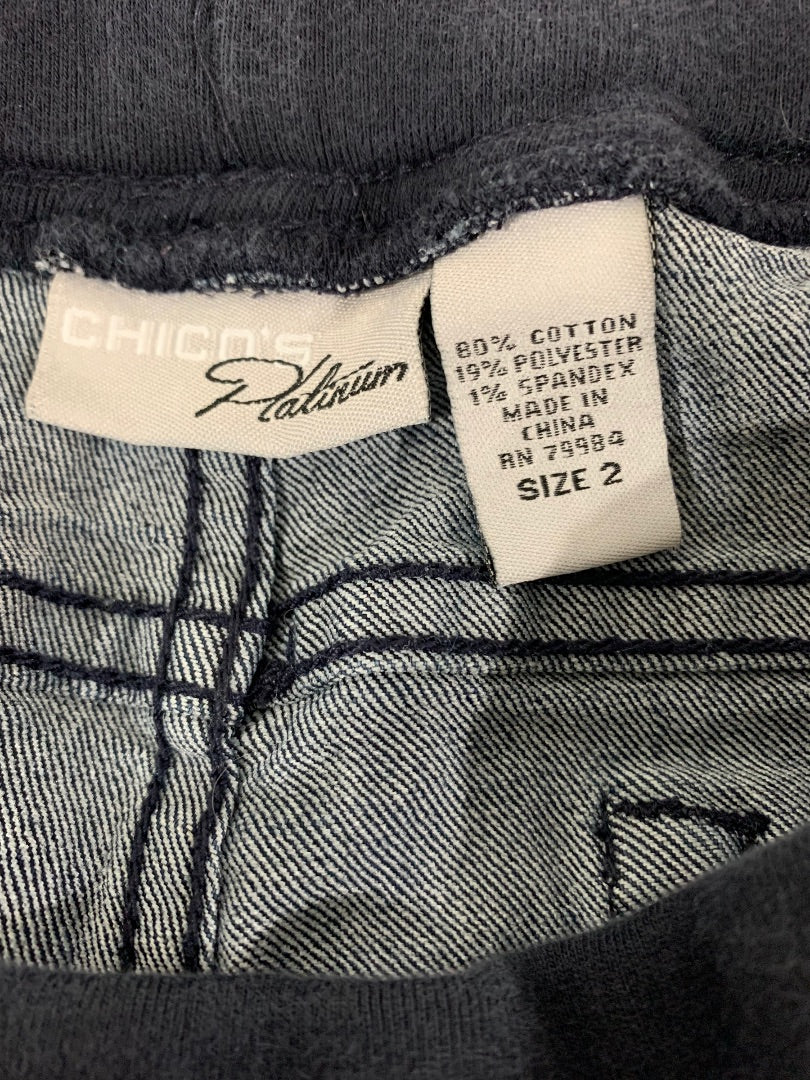 CHICO'S
Platinum
80% COTTON
19% POLYESTER
1% SPANDEX
MADE IN
CHINA
RN 79984
SIZE 2